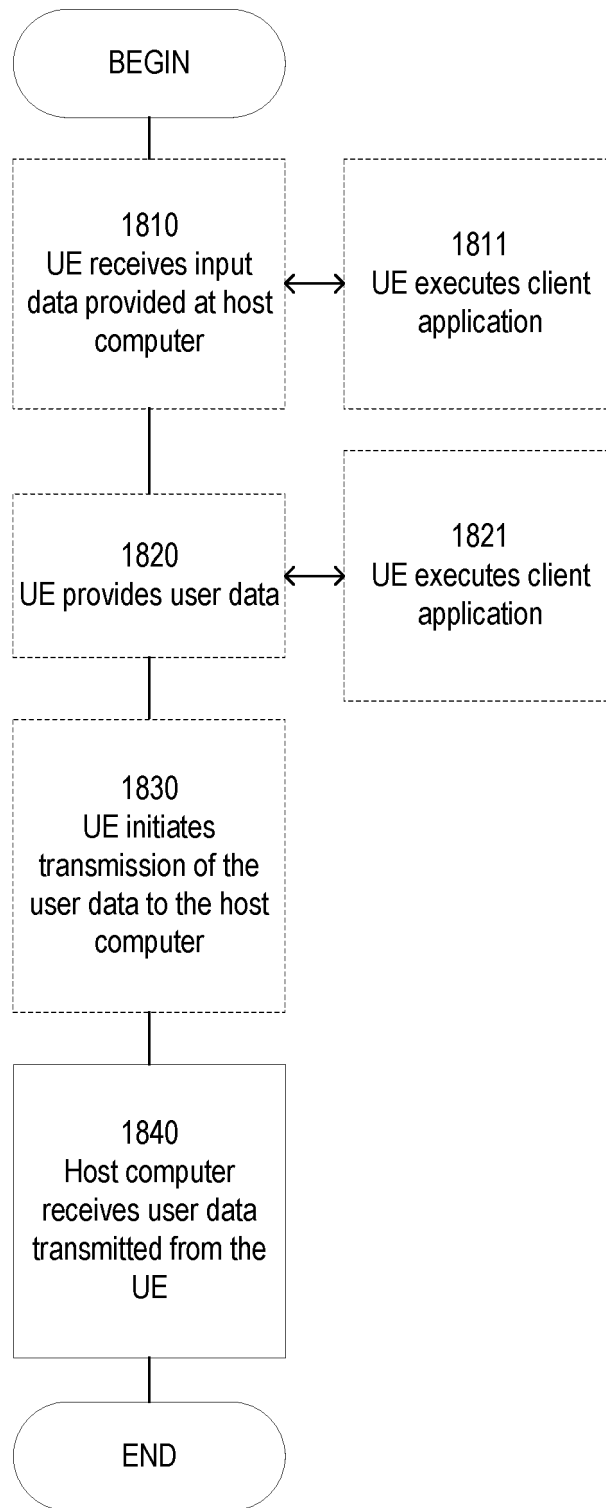 BEGIN
1810
UE receives input
data provided at host
computer
1811
UE executes client
application
1820
UE provides user data
1821
UE executes client
application
1830
UE initiates
transmission of the
user data to the host
computer
1840
Host computer
receives user data
transmitted from the
UE
END